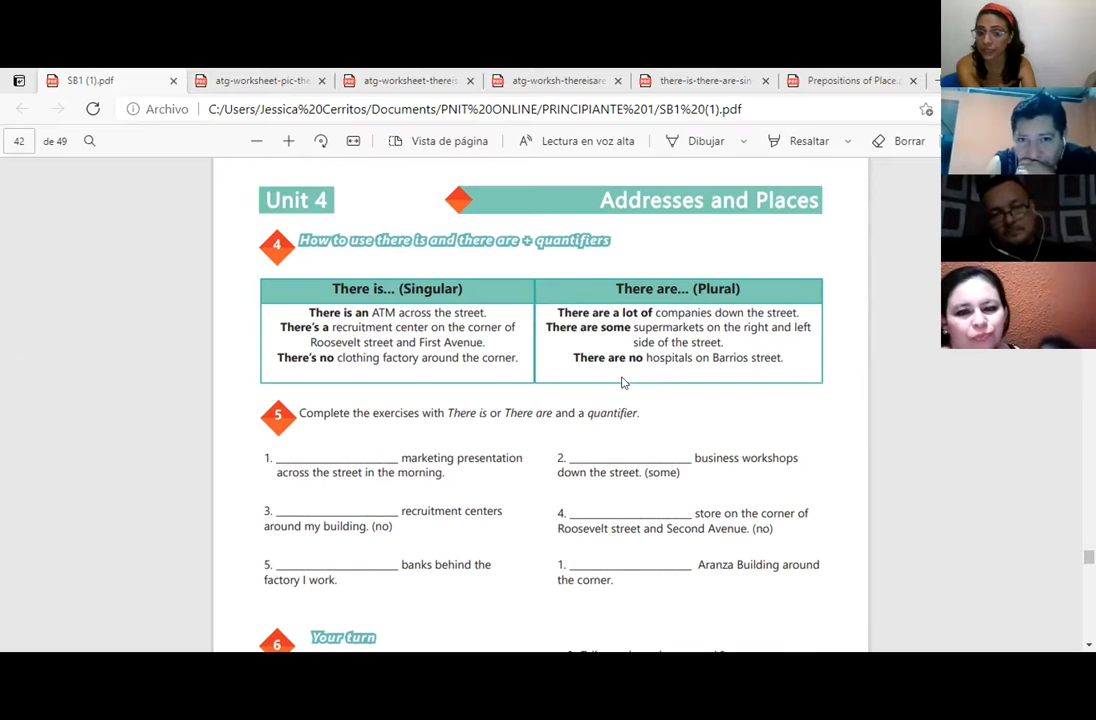 SB1 (1).pdf
atg-worksheet-pic-the
atg-worksheet-thereis
atg-worksh-thereisare
there-is-there-are-sin
Prepositions of Place.
Archivo
C:/Users/Jessica%20Cerritos/Documents/PNIT%20ONLINE/PRINCIPIANTE%201/SB1%20(1).pdf
42 de 49
Vista de página
Lectura en voz alta
Dibujar
Resaltar
Borrar
Unit 4
Addresses and Places
4 How to use there is and there are + quantifiers
There is... (Singular)
There is an ATM across the street.
There's a recruitment center on the corner of
Roosevelt street and First Avenue.
There's no clothing factory around the corner.
There are... (Plural)
There are a lot of companies down the street.
There are some supermarkets on the right and left
side of the street.
There are no hospitals on Barrios street.
5 Complete the exercises with There is or There are and a quantifier.
1. ____________________ marketing presentation
across the street in the morning.
2. ____________________ business workshops
down the street. (some)
3. ____________________ recruitment centers
around my building. (no)
4. ____________________ store on the corner of
Roosevelt street and Second Avenue. (no)
5. ____________________ banks behind the
factory I work.
1. ____________________ Aranza Building around
the corner.
6 Your turn